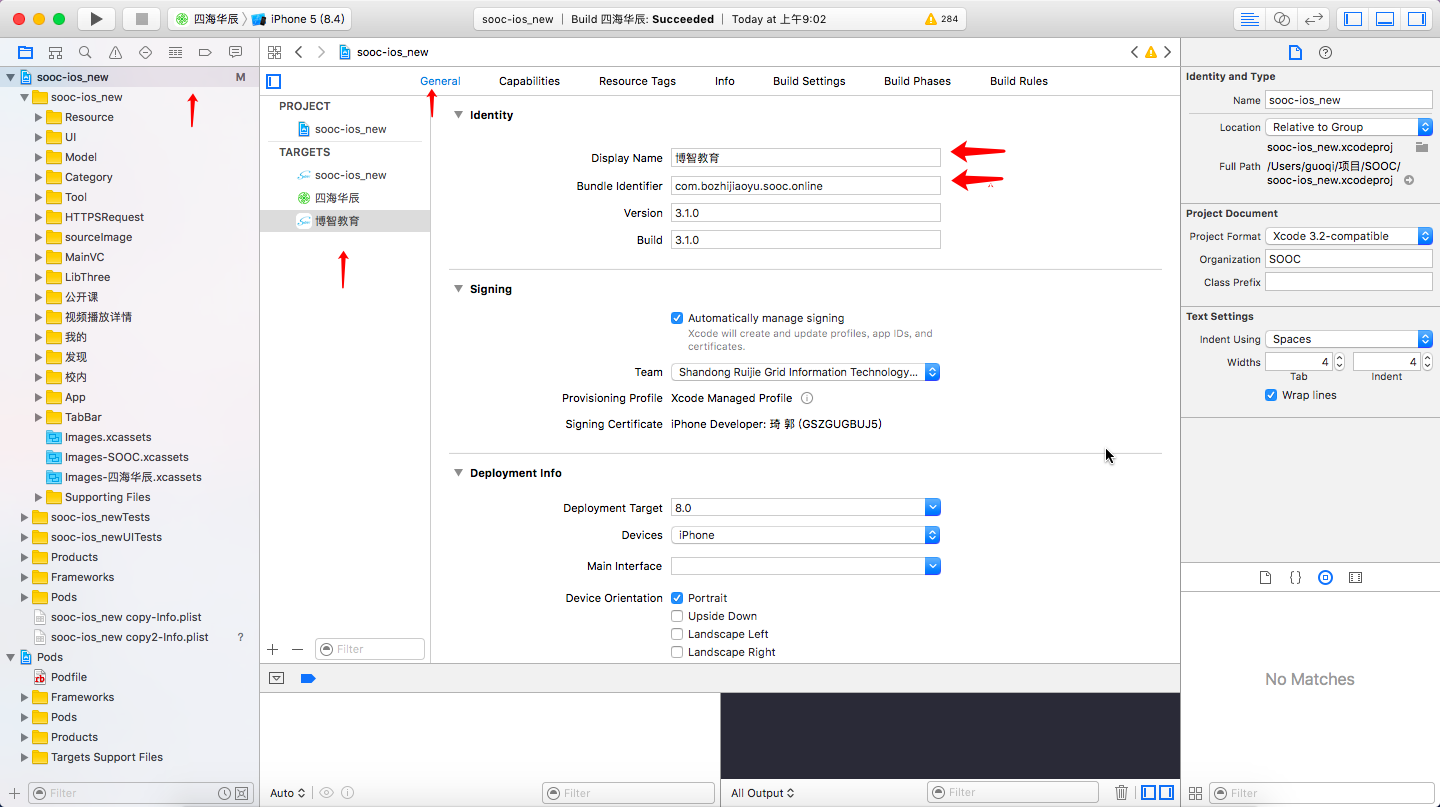 四海华辰 iPhone 5 (8.4)
sooc-ios_new | Build 四海华辰: Succeeded | Today at 上午9:02
284
sooc-ios_new M
sooc-ios_new
Resource
UI
Model
Category
Tool
HTTPSRequest
sourceImage
MainVC
LibThree
公开课
视频播放详情
我的
发现
校内
App
TabBar
Images.xcassets
Images-SOOC.xcassets
Images-四海华辰.xcassets
Supporting Files
sooc-ios_newTests
sooc-ios_newUITests
Products
Frameworks
Pods
sooc-ios_new copy-Info.plist
sooc-ios_new copy2-Info.plist ?
Pods
Podfile
Frameworks
Pods
Products
Targets Support Files
Filter
sooc-ios_new
General Capabilities Resource Tags Info Build Settings Build Phases Build Rules
PROJECT
sooc-ios_new
TARGETS
sooc-ios_new
四海华辰
博智教育
Filter
Identity
Display Name 博智教育
Bundle Identifier com.bozhijiaoyu.sooc.online
Version 3.1.0
Build 3.1.0
Signing
Automatically manage signing
Xcode will create and update profiles, app IDs, and
certificates.
Team Shandong Ruijie Grid Information Technology...
Provisioning Profile Xcode Managed Profile
Signing Certificate iPhone Developer: 琦 郭 (GSZGUGBUJ5)
Deployment Info
Deployment Target 8.0
Devices iPhone
Main Interface
Device Orientation Portrait
Upside Down
Landscape Left
Landscape Right
Auto
Filter
All Output
Filter
Identity and Type
Name sooc-ios_new
Location Relative to Group
sooc-ios_new.xcodeproj
Full Path /Users/guoqi/项目/SOOC/
sooc-ios_new.xcodeproj
Project Document
Project Format Xcode 3.2-compatible
Organization SOOC
Class Prefix
Text Settings
Indent Using Spaces
Widths 4 4
Tab Indent
Wrap lines
No Matches
Filter